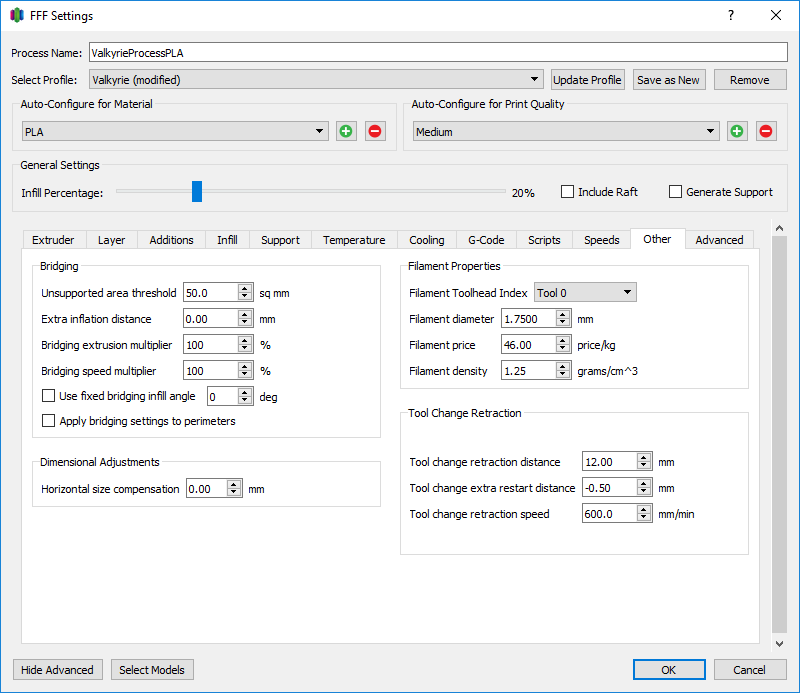 FFF Settings
Process Name: ValkyrieProcessPLA
Select Profile: Valkyrie (modified) Update Profile Save as New Remove
Auto-Configure for Material Auto-Configure for Print Quality
PLA Medium
General Settings
Infill Percentage: 20% Include Raft Generate Support
Extruder Layer Additions Infill Support Temperature Cooling G-Code Scripts Speeds Other Advanced
Bridging
Unsupported area threshold 50.0 sq mm
Extra inflation distance 0.00 mm
Bridging extrusion multiplier 100 %
Bridging speed multiplier 100 %
Use fixed bridging infill angle 0 deg
Apply bridging settings to perimeters
Dimensional Adjustments
Horizontal size compensation 0.00 mm
Filament Properties
Filament Toolhead Index Tool 0
Filament diameter 1.7500 mm
Filament price 46.00 price/kg
Filament density 1.25 grams/cm^3
Tool Change Retraction
Tool change retraction distance 12.00 mm
Tool change extra restart distance -0.50 mm
Tool change retraction speed 600.0 mm/min
Hide Advanced Select Models OK Cancel